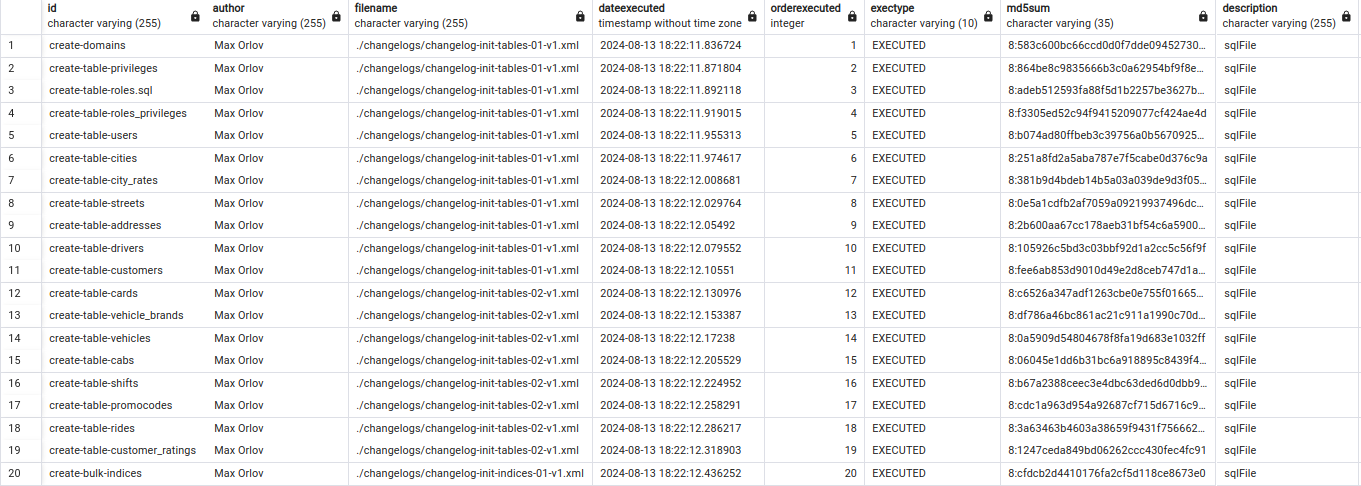 id author filename dateexecuted orderexecuted exectype md5sum description
character varying (255) character varying (255) character varying (255) timestamp without time zone integer character varying (10) character varying (35) character varying (255)
1 create-domains Max Orlov ./changelogs/changelog-init-tables-01-v1.xml 2024-08-13 18:22:11.836724 1 EXECUTED 8:583c600bc66ccd0d0f7dde09452730… sqlFile
2 create-table-privileges Max Orlov ./changelogs/changelog-init-tables-01-v1.xml 2024-08-13 18:22:11.871804 2 EXECUTED 8:864be8c9835666b3c0a62954bf9f8e… sqlFile
3 create-table-roles.sql Max Orlov ./changelogs/changelog-init-tables-01-v1.xml 2024-08-13 18:22:11.892118 3 EXECUTED 8:adeb512593fa88f5d1b2257be3627b… sqlFile
4 create-table-roles_privileges Max Orlov ./changelogs/changelog-init-tables-01-v1.xml 2024-08-13 18:22:11.919015 4 EXECUTED 8:f3305ed52c94f9415209077cf424ae4d sqlFile
5 create-table-users Max Orlov ./changelogs/changelog-init-tables-01-v1.xml 2024-08-13 18:22:11.955313 5 EXECUTED 8:b074ad80ffbeb3c39756a0b5670925… sqlFile
6 create-table-cities Max Orlov ./changelogs/changelog-init-tables-01-v1.xml 2024-08-13 18:22:11.974617 6 EXECUTED 8:251a8fd2a5aba787e7f5cabe0d376c9a sqlFile
7 create-table-city_rates Max Orlov ./changelogs/changelog-init-tables-01-v1.xml 2024-08-13 18:22:12.008681 7 EXECUTED 8:381b9d4bdeb14b5a03a039de9d3f05… sqlFile
8 create-table-streets Max Orlov ./changelogs/changelog-init-tables-01-v1.xml 2024-08-13 18:22:12.029764 8 EXECUTED 8:0e5a1cdfb2af7059a09219937496dc… sqlFile
9 create-table-addresses Max Orlov ./changelogs/changelog-init-tables-01-v1.xml 2024-08-13 18:22:12.05492 9 EXECUTED 8:2b600aa67cc178aeb31bf54c6a5900… sqlFile
10 create-table-drivers Max Orlov ./changelogs/changelog-init-tables-01-v1.xml 2024-08-13 18:22:12.079552 10 EXECUTED 8:105926c5bd3c03bbf92d1a2cc5c56f9f sqlFile
11 create-table-customers Max Orlov ./changelogs/changelog-init-tables-01-v1.xml 2024-08-13 18:22:12.10551 11 EXECUTED 8:fee6ab853d9010d49e2d8ceb747d1a… sqlFile
12 create-table-cards Max Orlov ./changelogs/changelog-init-tables-02-v1.xml 2024-08-13 18:22:12.130976 12 EXECUTED 8:c6526a347adf1263cbe0e755f01665… sqlFile
13 create-table-vehicle_brands Max Orlov ./changelogs/changelog-init-tables-02-v1.xml 2024-08-13 18:22:12.153387 13 EXECUTED 8:df786a46bc861ac21c911a1990c70d… sqlFile
14 create-table-vehicles Max Orlov ./changelogs/changelog-init-tables-02-v1.xml 2024-08-13 18:22:12.17238 14 EXECUTED 8:0a5909d54804678f8fa19d683e1032ff sqlFile
15 create-table-cabs Max Orlov ./changelogs/changelog-init-tables-02-v1.xml 2024-08-13 18:22:12.205529 15 EXECUTED 8:06045e1dd6b31bc6a918895c8439f4… sqlFile
16 create-table-shifts Max Orlov ./changelogs/changelog-init-tables-02-v1.xml 2024-08-13 18:22:12.224952 16 EXECUTED 8:b67a2388ceec3e4dbc63ded6d0dbb9… sqlFile
17 create-table-promocodes Max Orlov ./changelogs/changelog-init-tables-02-v1.xml 2024-08-13 18:22:12.258291 17 EXECUTED 8:cdc1a963d954a92687cf715d6716c9… sqlFile
18 create-table-rides Max Orlov ./changelogs/changelog-init-tables-02-v1.xml 2024-08-13 18:22:12.286217 18 EXECUTED 8:3a63463b4603a38659f9431f756662… sqlFile
19 create-table-customer_ratings Max Orlov ./changelogs/changelog-init-tables-02-v1.xml 2024-08-13 18:22:12.318903 19 EXECUTED 8:1247ceda849bd06262ccc430fec4fc91 sqlFile
20 create-bulk-indices Max Orlov ./changelogs/changelog-init-indices-01-v1.xml 2024-08-13 18:22:12.436252 20 EXECUTED 8:cfdcb2d4410176fa2cf5d118ce8673e0 sqlFile